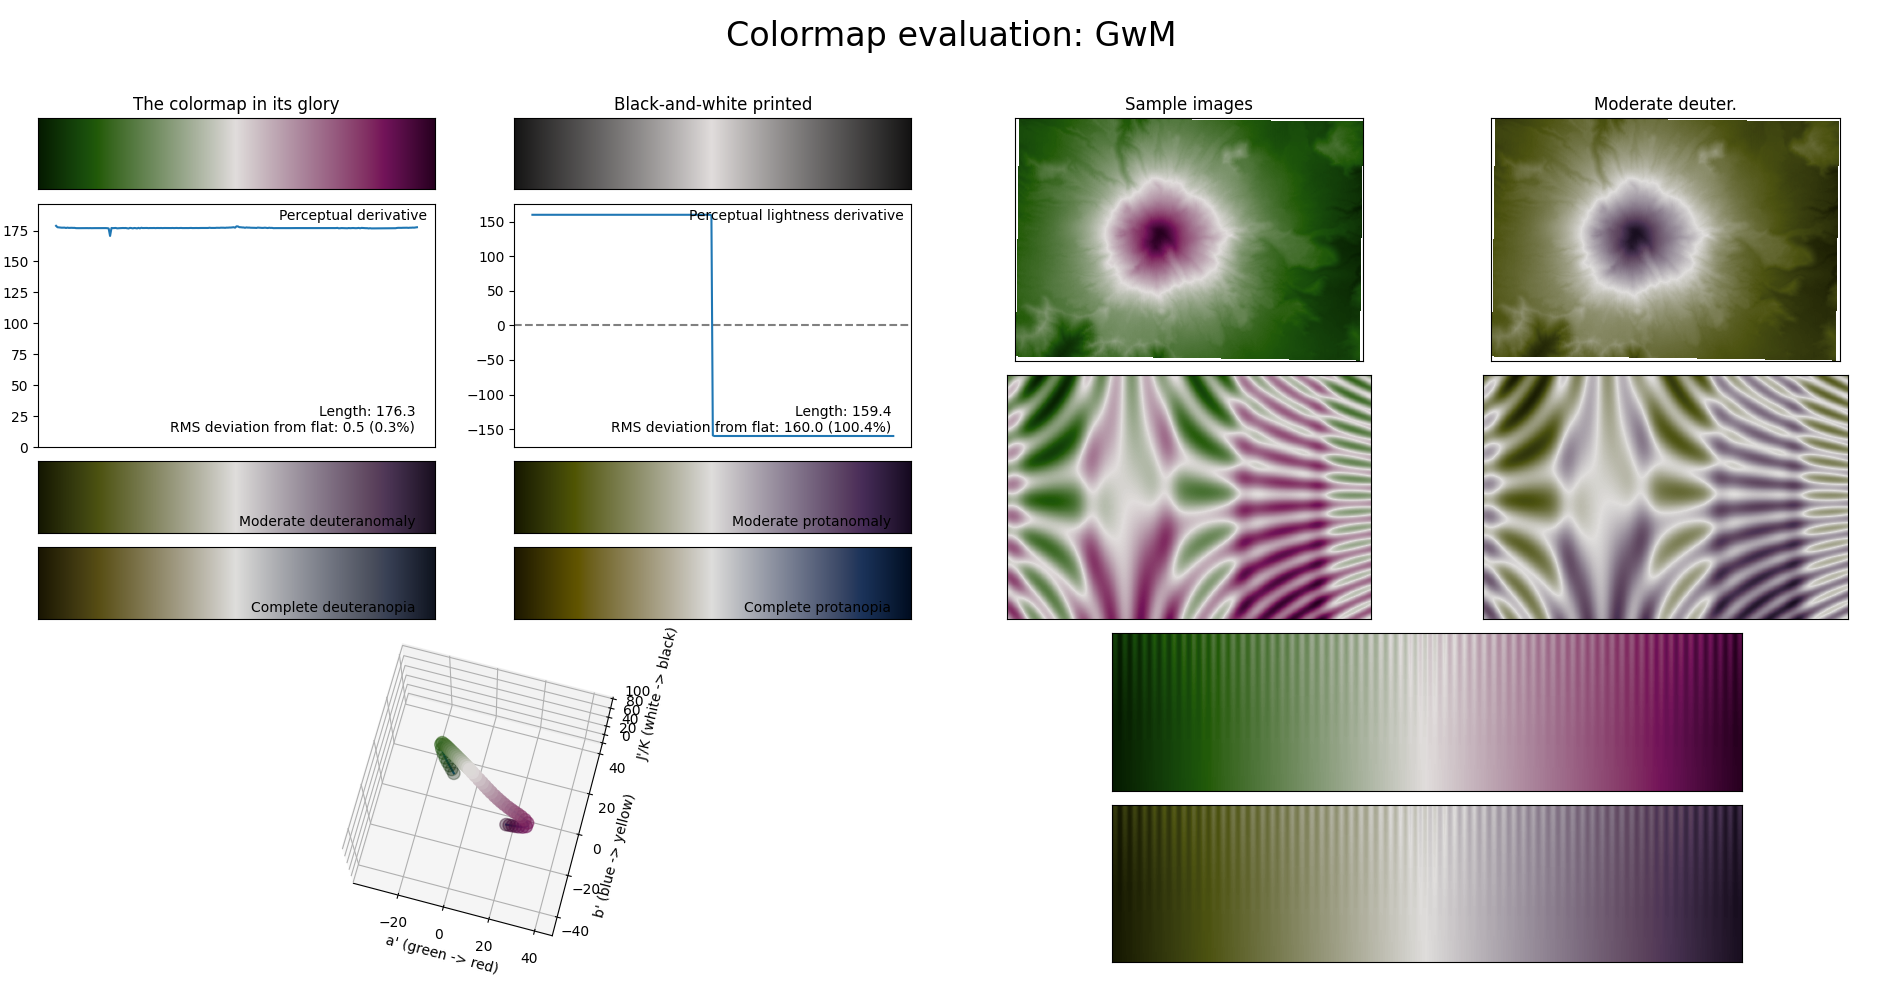 Colormap evaluation: GwM
The colormap in its glory
Black-and-white printed
Sample images
Moderate deuter.
Perceptual derivative
175
150
125
100
75
50
25
0
Length: 176.3
RMS deviation from flat: 0.5 (0.3%)
Perceptual lightness derivative
150
100
50
0
−50
−100
−150
Length: 159.4
RMS deviation from flat: 160.0 (100.4%)
Moderate deuteranomaly
Moderate protanomaly
Complete deuteranopia
Complete protanopia
J'/K (white -> black)
100
80
60
40
20
0
b' (blue -> yellow)
40
20
0
−20
−40
−20
0
20
40
a' (green -> red)